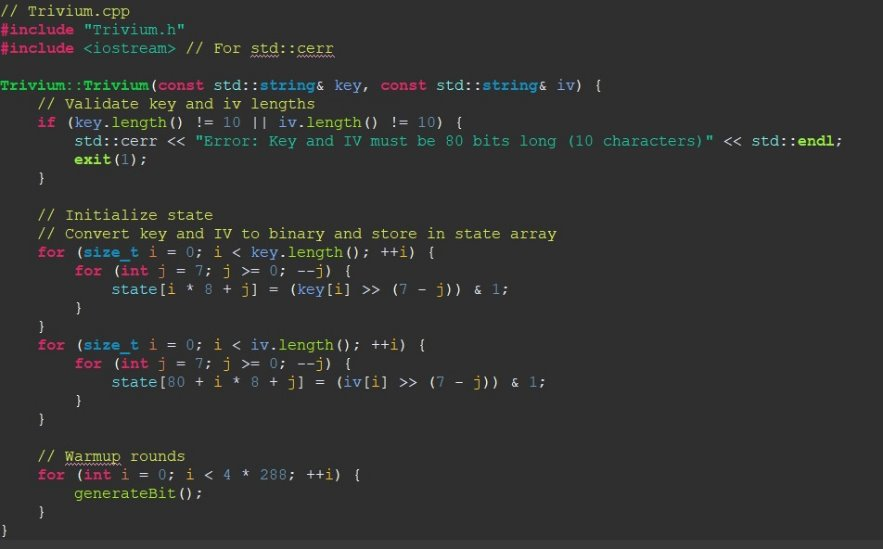 // Trivium.cpp
#include "Trivium.h"
#include <iostream> // For std::cerr

Trivium::Trivium(const std::string& key, const std::string& iv) {
    // Validate key and iv lengths
    if (key.length() != 10 || iv.length() != 10) {
        std::cerr << "Error: Key and IV must be 80 bits long (10 characters)" << std::endl;
        exit(1);
    }

    // Initialize state
    // Convert key and IV to binary and store in state array
    for (size_t i = 0; i < key.length(); ++i) {
        for (int j = 7; j >= 0; --j) {
            state[i * 8 + j] = (key[i] >> (7 - j)) & 1;
        }
    }
    for (size_t i = 0; i < iv.length(); ++i) {
        for (int j = 7; j >= 0; --j) {
            state[80 + i * 8 + j] = (iv[i] >> (7 - j)) & 1;
        }
    }

    // Warmup rounds
    for (int i = 0; i < 4 * 288; ++i) {
        generateBit();
    }
}